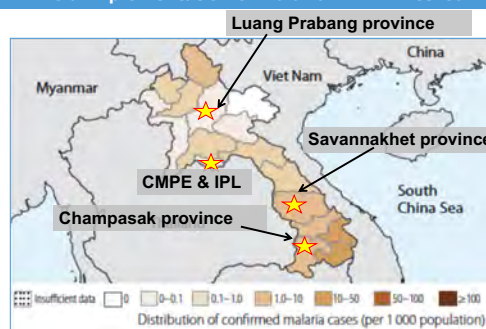 Luang Prabang province
China
Myanmar
Viet Nam
Savannakhet province
CMPE & IPL
South
China Sea
Champasak province
Insufficient data 0 0–0.1 0.1–1.0 1.0–10 10–50 50–100 ≥100
Distribution of confirmed malaria cases (per 1 000 population)